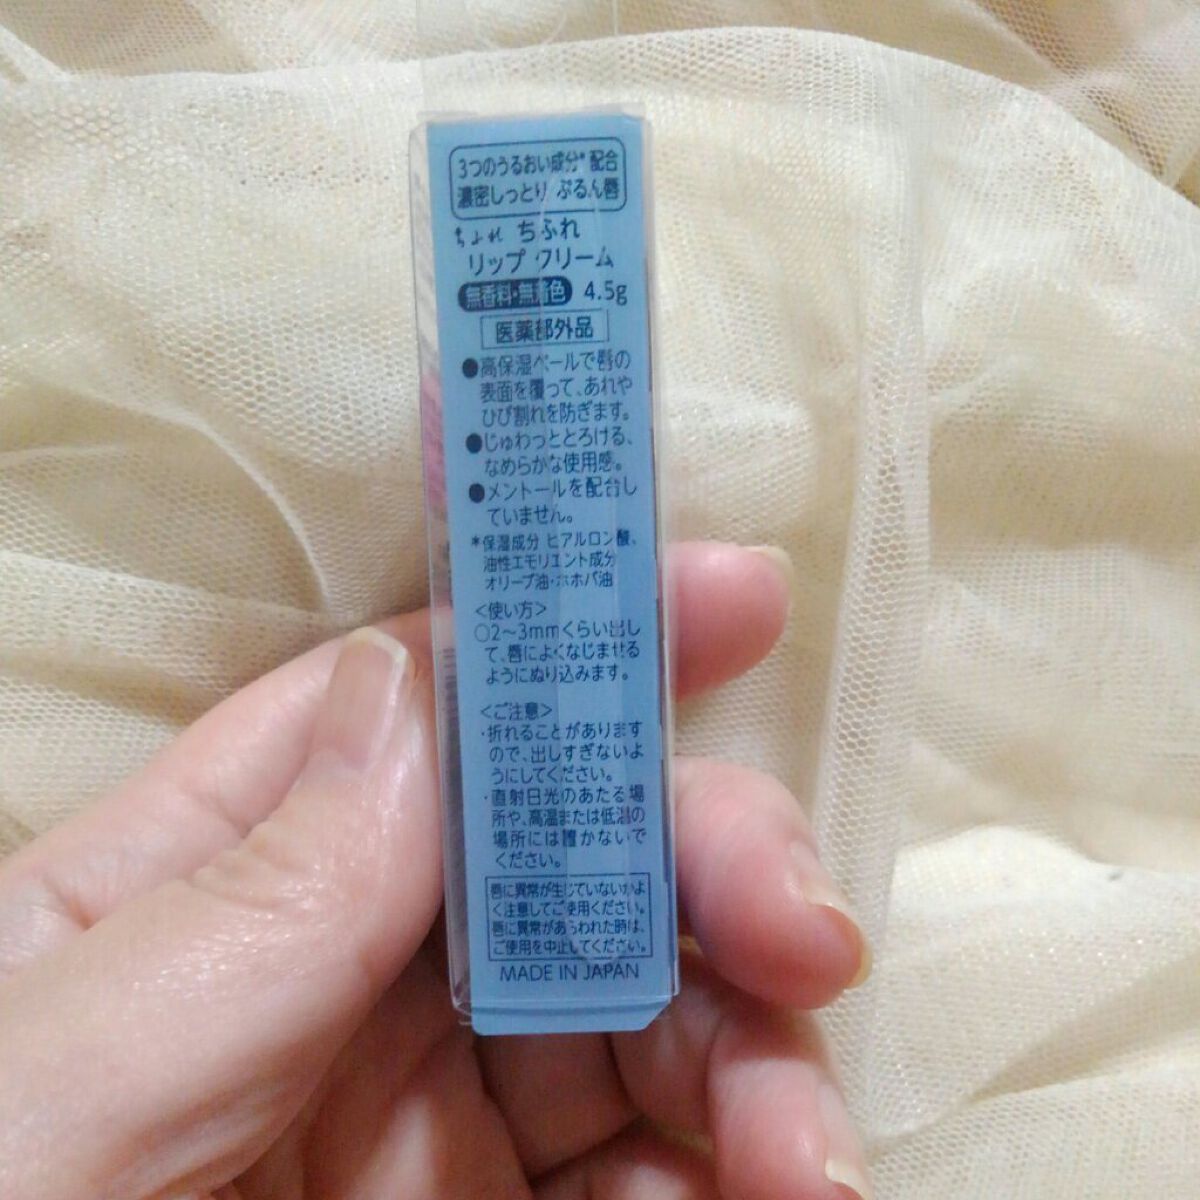 3つのうるおい成分*配合
濃密しっとり ぷるん唇
ちふれ ちふれ
リップ クリーム
無香料・無着色 4.5g
医薬部外品
●高保湿ベールで唇の
表面を覆って、あれや
ひび割れを防ぎます。
●じゅわっととろける、
なめらかな使用感。
●メントールを配合し
ていません。
*保湿成分 ヒアルロン酸、
油性エモリエント成分
オリーブ油・ホホバ油
<使い方>
○2〜3mmくらい出し
て、唇によくなじませる
ようにぬり込みます。
<ご注意>
・折れることがあります
ので、出しすぎないよ
うにしてください。
・直射日光のあたる場
所や、高温または低温の
場所には置かないで
ください。
唇に異常が生じていないかよ
く注意してご使用ください。
唇に異常があらわれた時は、
ご使用を中止してください。
MADE IN JAPAN